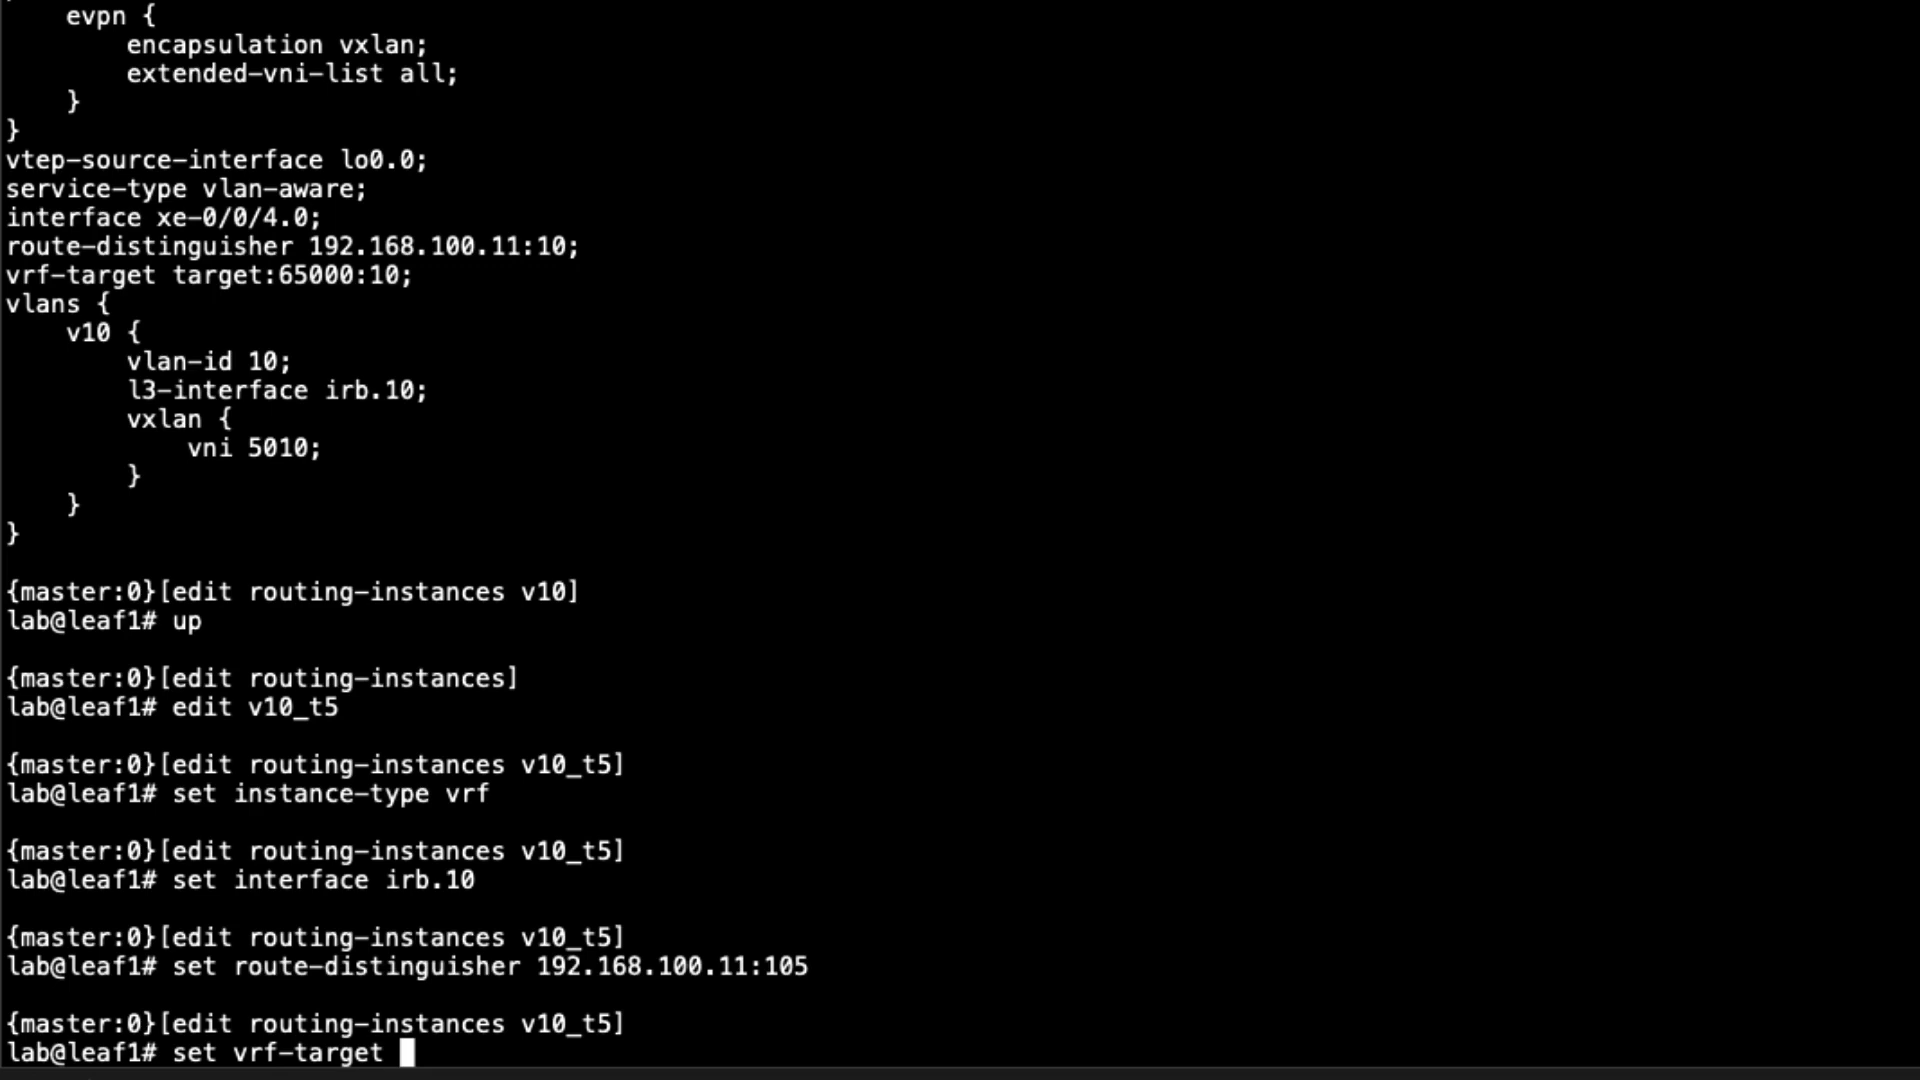 evpn {
encapsulation vxlan;
extended-vni-list all;
}
}
vtep-source-interface lo0.0;
service-type vlan-aware;
interface xe-0/0/4.0;
route-distinguisher 192.168.100.11:10;
vrf-target target:65000:10;
vlans {
v10 {
vlan-id 10;
l3-interface irb.10;
vxlan {
vni 5010;
}
}
}
{master:0}[edit routing-instances v10]
lab@leaf1# up
{master:0}[edit routing-instances]
lab@leaf1# edit v10_t5
{master:0}[edit routing-instances v10_t5]
lab@leaf1# set instance-type vrf
{master:0}[edit routing-instances v10_t5]
lab@leaf1# set interface irb.10
{master:0}[edit routing-instances v10_t5]
lab@leaf1# set route-distinguisher 192.168.100.11:105
{master:0}[edit routing-instances v10_t5]
lab@leaf1# set vrf-target